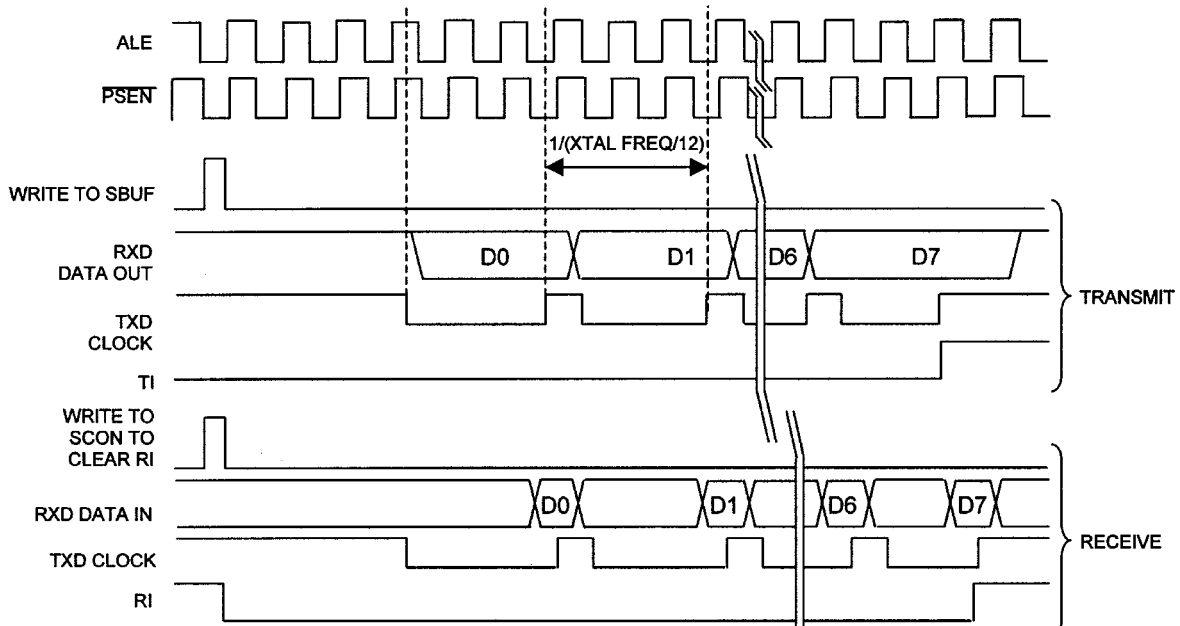 ALE
PSEN
1/(XTAL FREQ/12)
WRITE TO SBUF
RXD
DATA OUT
D0
D1
D6
D7
TXD
CLOCK
TI
TRANSMIT
WRITE TO
SCON TO
CLEAR RI
RXD DATA IN
D0
D1
D6
D7
TXD CLOCK
RI
RECEIVE